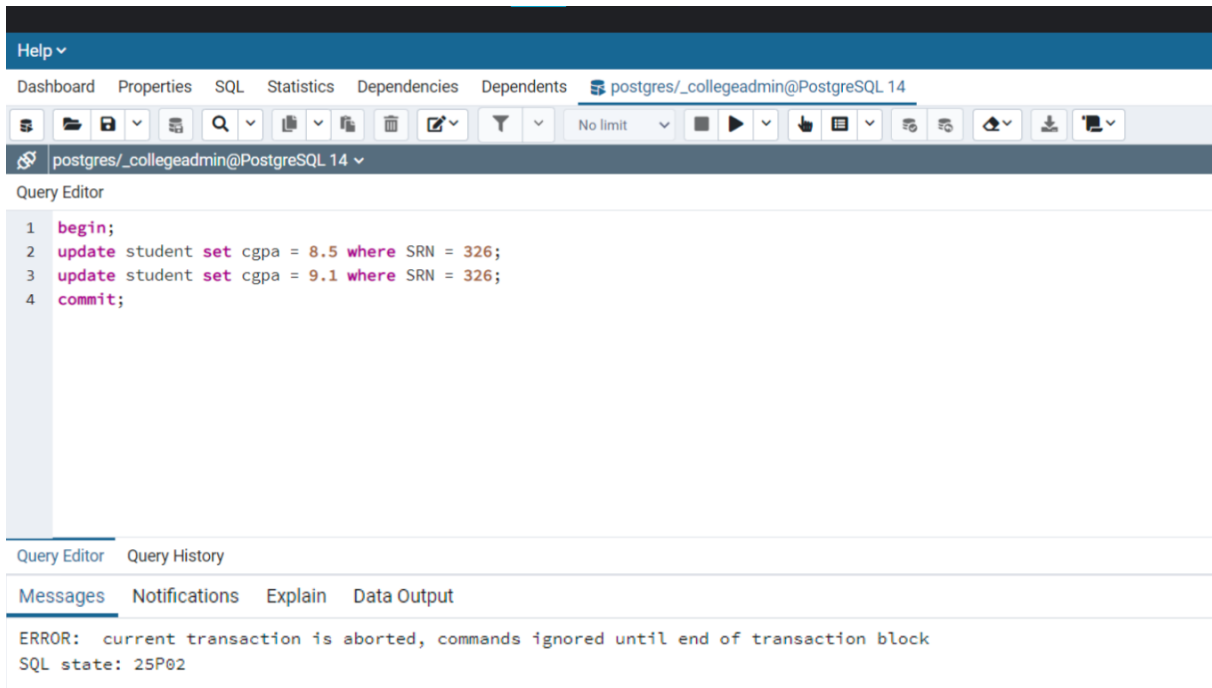 Help
Dashboard Properties SQL Statistics Dependencies Dependents postgres/_collegeadmin@PostgreSQL 14
No limit
postgres/_collegeadmin@PostgreSQL 14
Query Editor
1 begin;
2 update student set cgpa = 8.5 where SRN = 326;
3 update student set cgpa = 9.1 where SRN = 326;
4 commit;
Query Editor Query History
Messages Notifications Explain Data Output
ERROR:  current transaction is aborted, commands ignored until end of transaction block
SQL state: 25P02